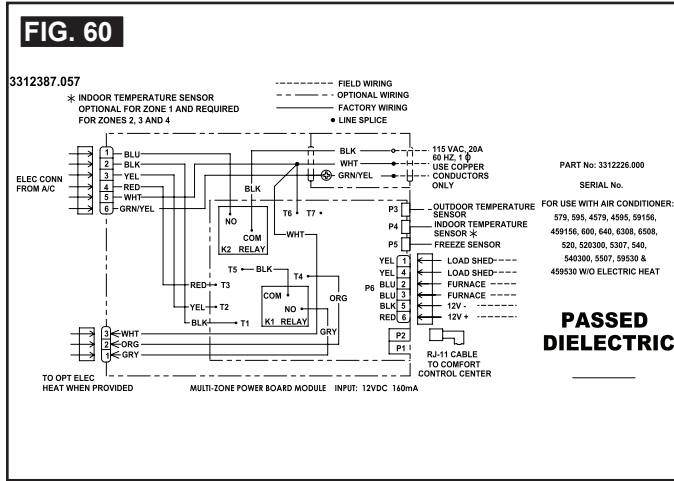 FIG. 60
3312387.057
✳ INDOOR TEMPERATURE SENSOR
OPTIONAL FOR ZONE 1 AND REQUIRED
FOR ZONES 2, 3 AND 4
FIELD WIRING
OPTIONAL WIRING
FACTORY WIRING
• LINE SPLICE
ELEC CONN
FROM A/C
1 BLU
2 BLK
3 YEL
4 RED
5 WHT
6 GRN/YEL
BLK
WHT
GRN/YEL
115 VAC, 20A
60 HZ, 1 ϕ
USE COPPER
CONDUCTORS
ONLY
BLK
NO
COM
K2 RELAY
T6
T7
WHT
T5
BLK
T4
RED
T3
YEL
T2
BLK
T1
COM
NO
K1 RELAY
ORG
GRY
P3
OUTDOOR TEMPERATURE
SENSOR
P4
INDOOR TEMPERATURE
SENSOR ✳
P5
FREEZE SENSOR
P6
YEL 1 LOAD SHED
YEL 4 LOAD SHED
BLU 2 FURNACE
BLU 3 FURNACE
BLK 5 12V -
RED 6 12V +
P2
P1
RJ-11 CABLE
TO COMFORT
CONTROL CENTER
3 WHT
2 ORG
1 GRY
TO OPT ELEC
HEAT WHEN PROVIDED
MULTI-ZONE POWER BOARD MODULE INPUT: 12VDC 160mA
PART No: 3312226.000
SERIAL No.
FOR USE WITH AIR CONDITIONER:
579, 595, 4579, 4595, 59156,
459156, 600, 640, 6308, 6508,
520, 520300, 5307, 540,
540300, 5507, 59530 &
459530 W/O ELECTRIC HEAT
PASSED
DIELECTRIC